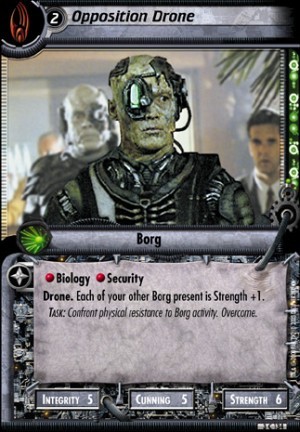 2 Opposition Drone
Borg
Biology Security
Drone. Each of your other Borg present is Strength +1.
Task: Confront physical resistance to Borg activity. Overcome.
INTEGRITY 5 CUNNING 5 STRENGTH 6